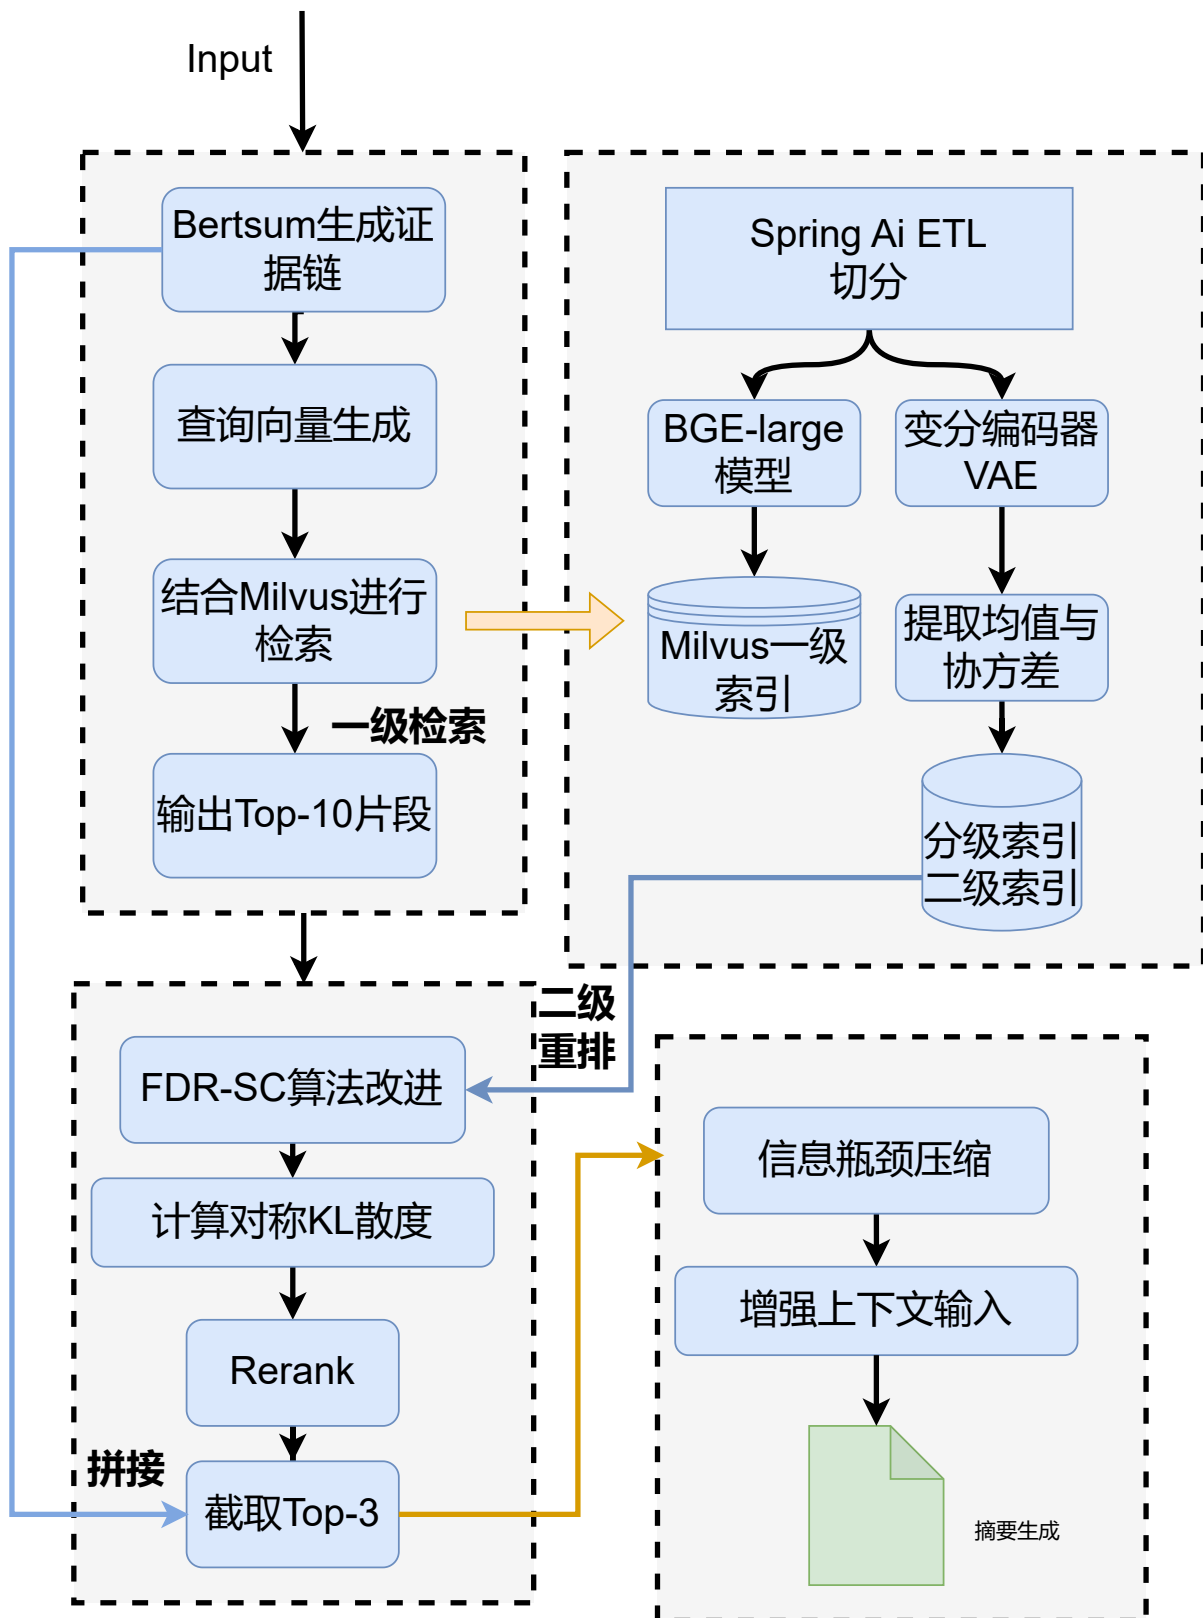 Input
Bertsum生成证
据链
查询向量生成
结合Milvus进行
检索
一级检索
输出Top-10片段
Spring Ai ETL
切分
BGE-large
模型
变分编码器
VAE
Milvus一级
索引
提取均值与
协方差
分级索引
二级索引
二级
重排
FDR-SC算法改进
计算对称KL散度
Rerank
拼接
截取Top-3
信息瓶颈压缩
增强上下文输入
摘要生成